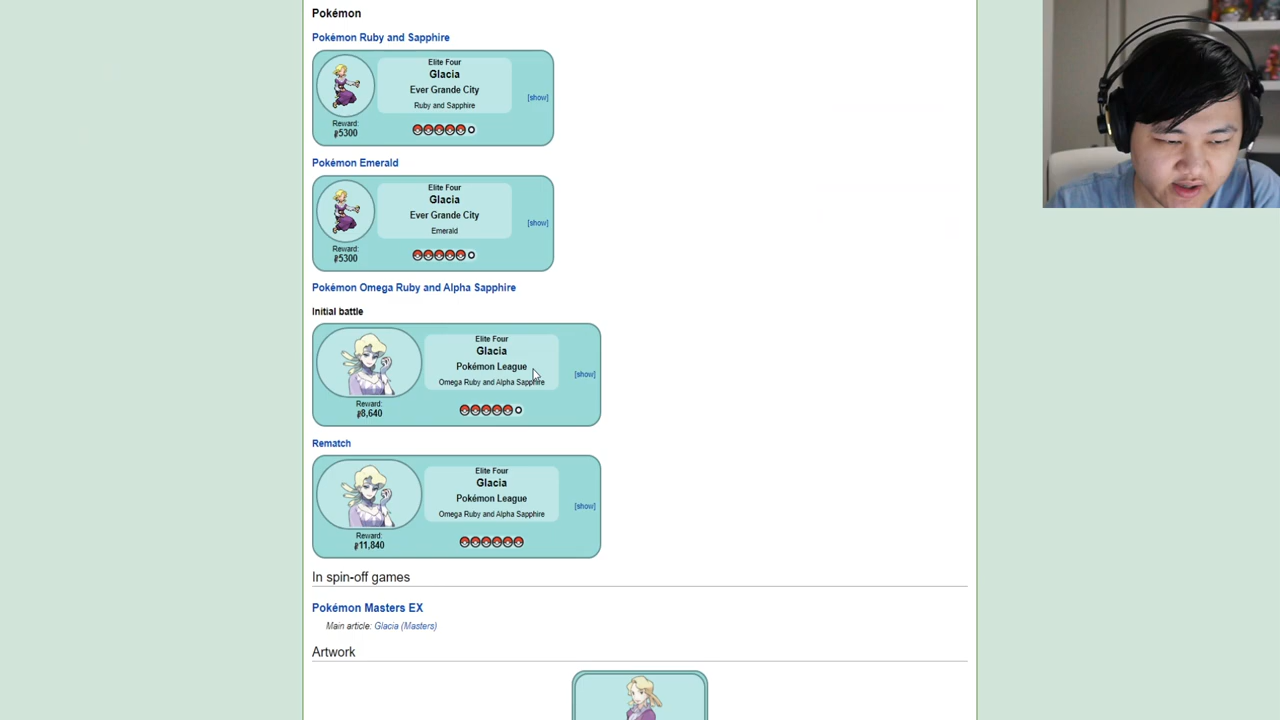 Pokémon
Pokémon Ruby and Sapphire
Elite Four
Glacia
Ever Grande City
Ruby and Sapphire
[show]
Reward:
₽5300
Pokémon Emerald
Elite Four
Glacia
Ever Grande City
Emerald
[show]
Reward:
₽5300
Pokémon Omega Ruby and Alpha Sapphire
Initial battle
Elite Four
Glacia
Pokémon League
Omega Ruby and Alpha Sapphire
[show]
Reward:
₽8,640
Rematch
Elite Four
Glacia
Pokémon League
Omega Ruby and Alpha Sapphire
[show]
Reward:
₽11,840
In spin-off games
Pokémon Masters EX
Main article: Glacia (Masters)
Artwork